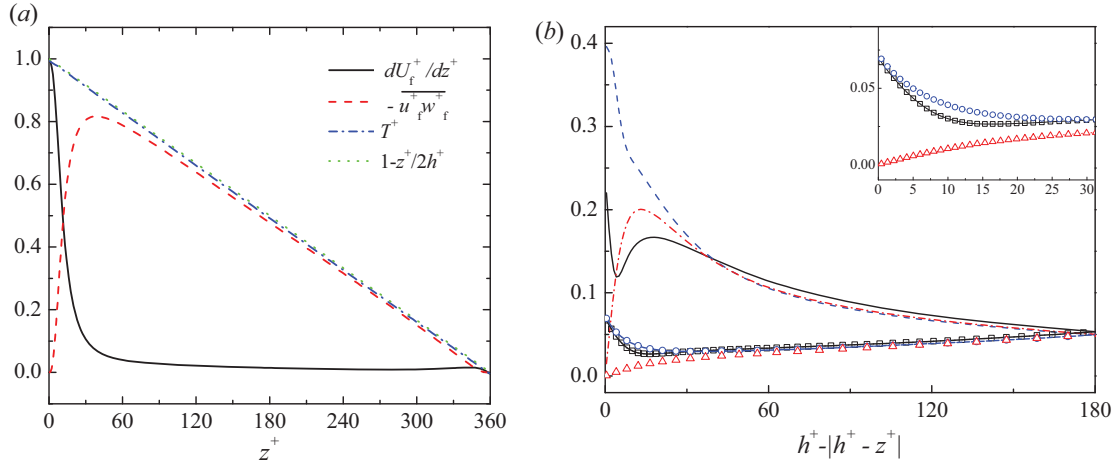 (a)
1.0
0.8
0.6
0.4
0.2
0.0
dU_f^+/dz^+
- \overline{u_f^+ w_f^+}
T^+
1-z^+/2h^+
0 60 120 180 240 300 360
z^+
(b)
0.4
0.3
0.2
0.1
0.0
0.05
0.00
0 5 10 15 20 25 30
0 60 120 180
h^+-|h^+ - z^+|